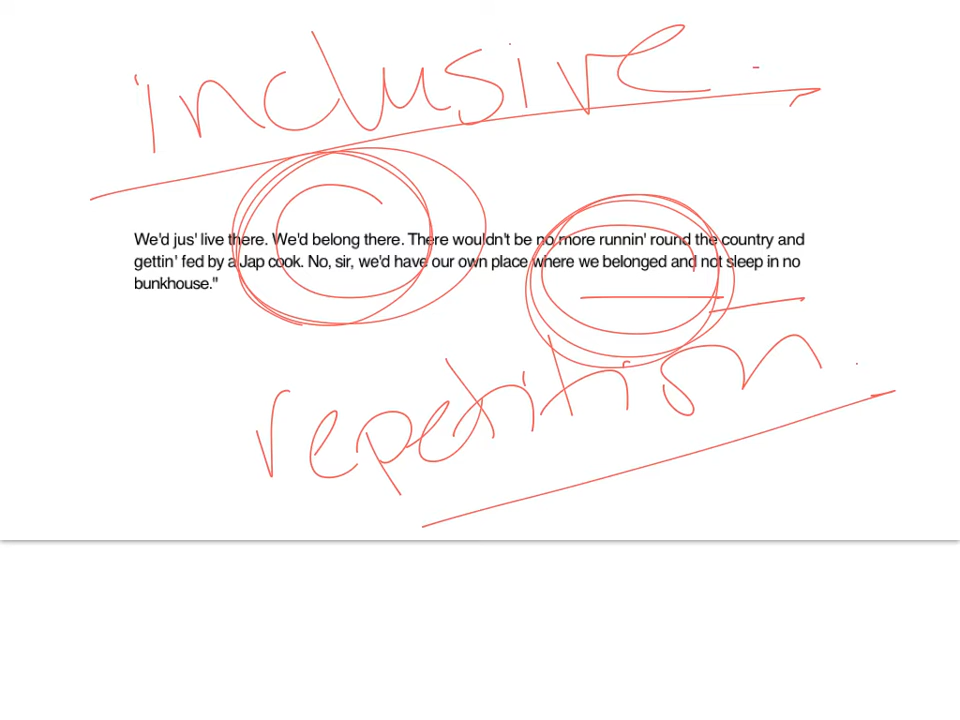 inclusive
We'd jus' live there. We'd belong there. There wouldn't be no more runnin' round the country and
gettin' fed by a Jap cook. No, sir, we'd have our own place where we belonged and not sleep in no
bunkhouse."
repetition